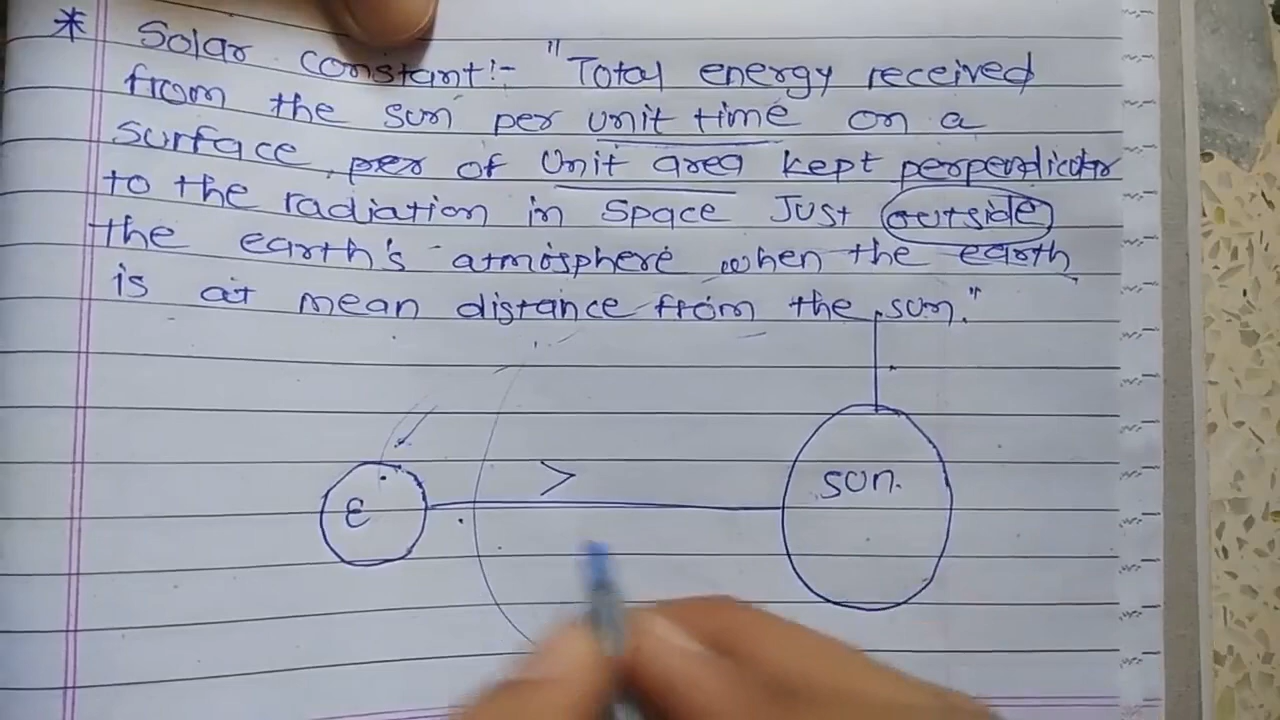 * Solar constant:- "Total energy received
from the sun per unit time on a
surface per of unit area kept perpendicular
to the radiation in space Just outside
the earth's atmosphere when the earth
is at mean distance from the sun."
E
sun.